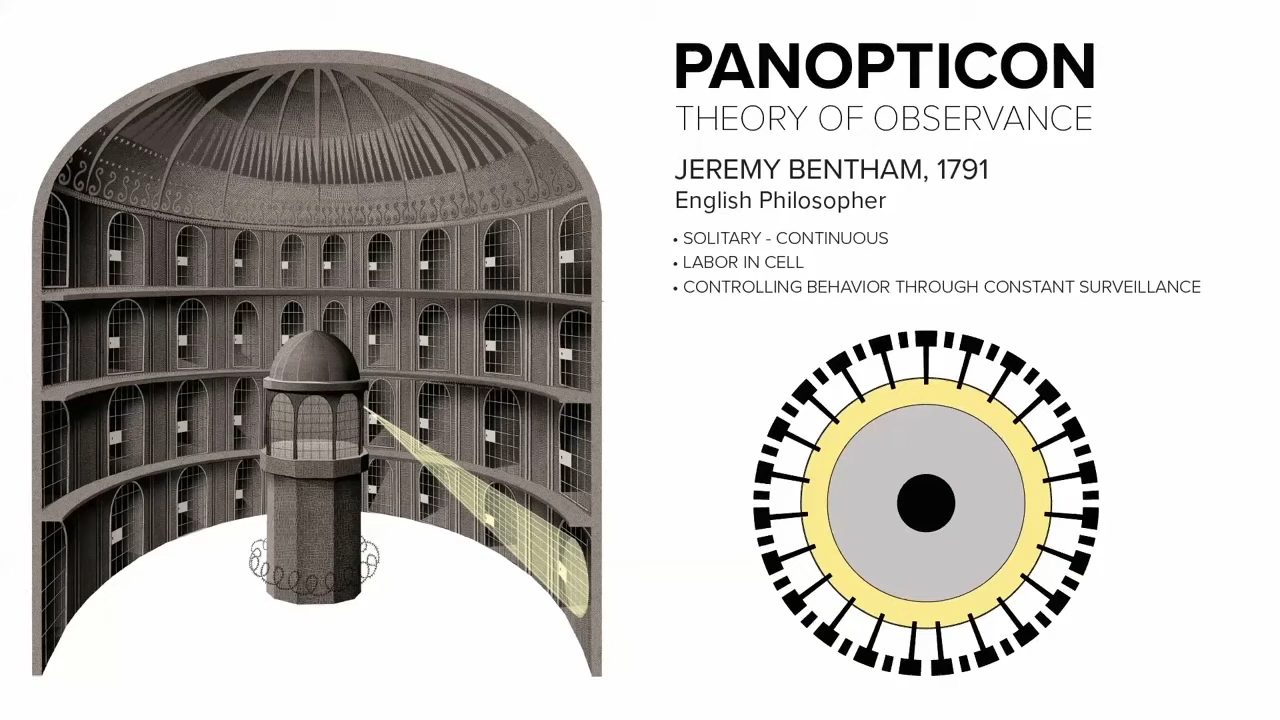 PANOPTICON
THEORY OF OBSERVANCE
JEREMY BENTHAM, 1791
English Philosopher
• SOLITARY - CONTINUOUS
• LABOR IN CELL
• CONTROLLING BEHAVIOR THROUGH CONSTANT SURVEILLANCE